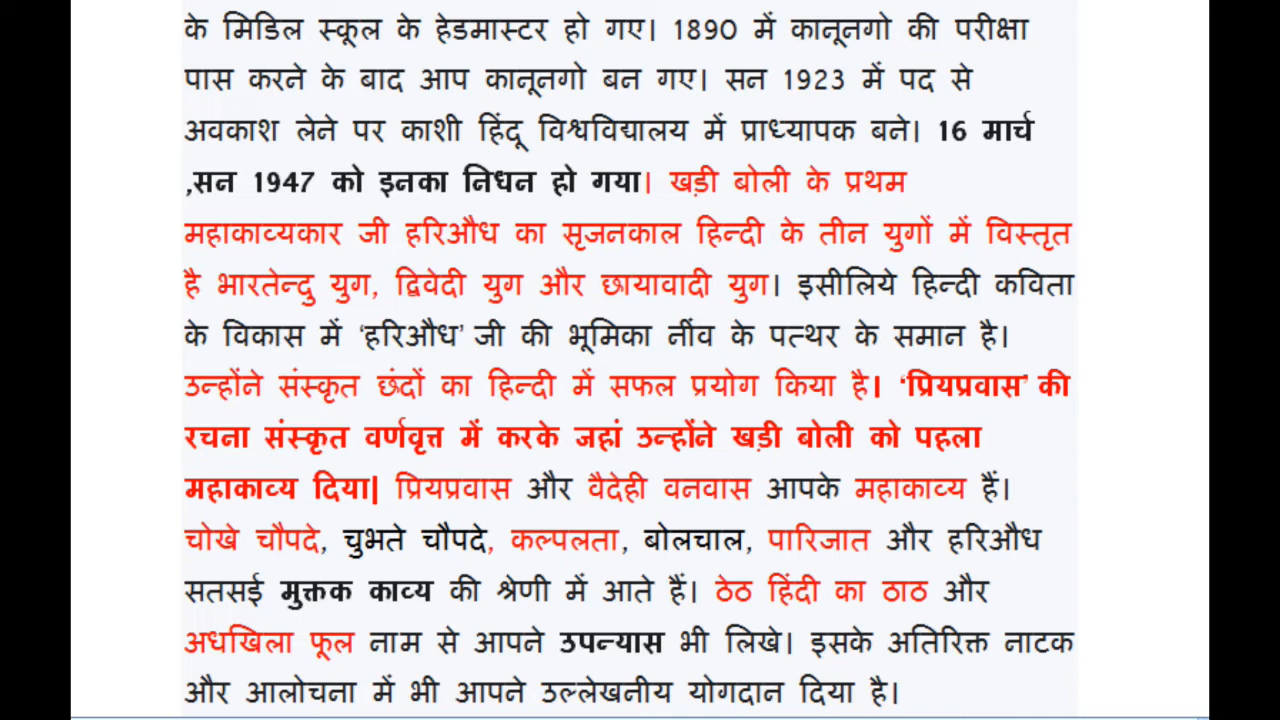 के मिडिल स्कूल के हेडमास्टर हो गए। 1890 में कानूनगो की परीक्षा
पास करने के बाद आप कानूनगो बन गए। सन 1923 में पद से
अवकाश लेने पर काशी हिंदू विश्वविद्यालय में प्राध्यापक बने। 16 मार्च
,सन 1947 को इनका निधन हो गया। खड़ी बोली के प्रथम
महाकाव्यकार जी हरिऔध का सृजनकाल हिन्दी के तीन युगों में विस्तृत
है भारतेन्दु युग, द्विवेदी युग और छायावादी युग। इसीलिये हिन्दी कविता
के विकास में ‘हरिऔध’ जी की भूमिका नींव के पत्थर के समान है।
उन्होंने संस्कृत छंदों का हिन्दी में सफल प्रयोग किया है। ‘प्रियप्रवास’ की
रचना संस्कृत वर्णवृत्त में करके जहां उन्होंने खड़ी बोली को पहला
महाकाव्य दिया| प्रियप्रवास और वैदेही वनवास आपके महाकाव्य हैं।
चोखे चौपदे, चुभते चौपदे, कल्पलता, बोलचाल, पारिजात और हरिऔध
सतसई मुक्तक काव्य की श्रेणी में आते हैं। ठेठ हिंदी का ठाठ और
अधखिला फूल नाम से आपने उपन्यास भी लिखे। इसके अतिरिक्त नाटक
और आलोचना में भी आपने उल्लेखनीय योगदान दिया है।